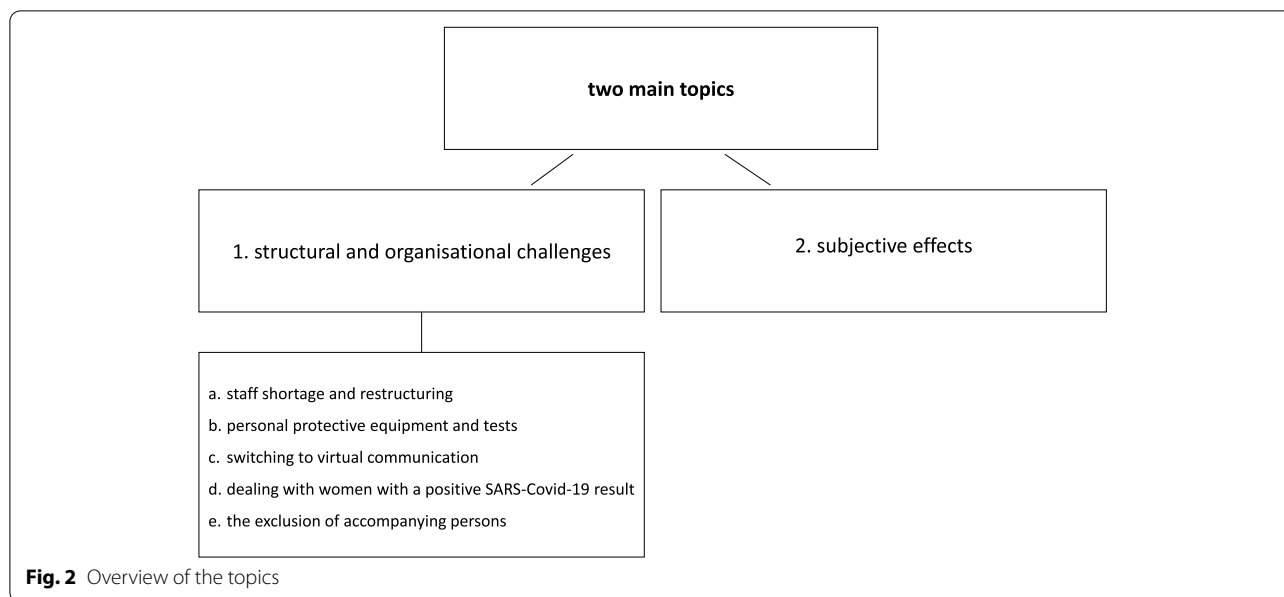 two main topics
1. structural and organisational challenges
2. subjective effects
a. staff shortage and restructuring
b. personal protective equipment and tests
c. switching to virtual communication
d. dealing with women with a positive SARS-Covid-19 result
e. the exclusion of accompanying persons
Fig. 2 Overview of the topics